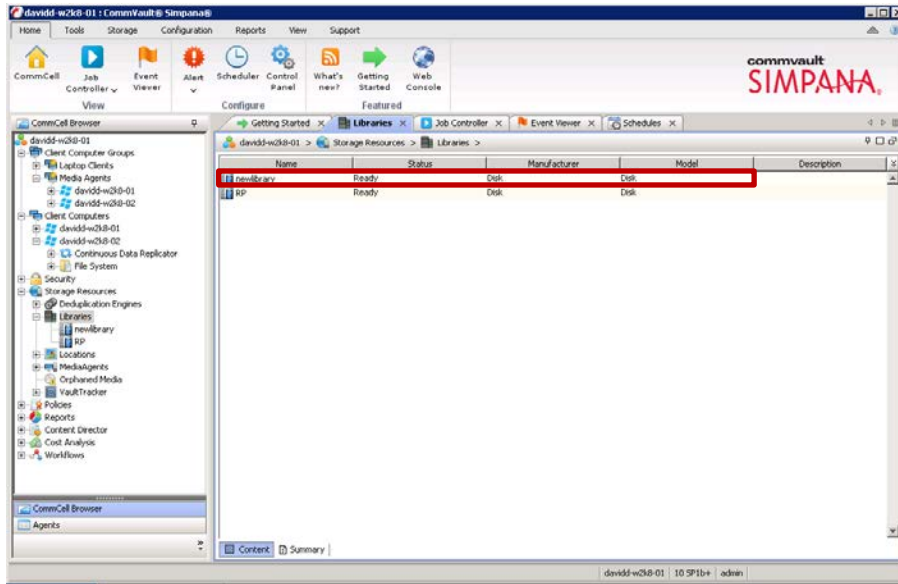 davidd-w2k8-01 : CommVault® Simpana®
Home Tools Storage Configuration Reports View Support
CommCell
Job Controller
Event Viewer
Alert
Scheduler
Control Panel
What's new?
Getting Started
Web Console
View
Configure
Featured
commvault
SIMPANA
CommCell Browser
Getting Started Libraries Job Controller Event Viewer Schedules
davidd-w2k8-01 > Storage Resources > Libraries >
davidd-w2k8-01
Client Computer Groups
Laptop Clients
Media Agents
davidd-w2k8-01
davidd-w2k8-02
Client Computers
davidd-w2k8-01
davidd-w2k8-02
Continuous Data Replicator
File System
Security
Storage Resources
Deduplication Engines
Libraries
newlibrary
RP
Locations
MediaAgents
Orphaned Media
VaultTracker
Policies
Reports
Content Director
Cost Analysis
Workflows
Name Status Manufacturer Model Description
newlibrary Ready Disk Disk
RP Ready Disk Disk
CommCell Browser
Agents
Content Summary
davidd-w2k8-01 10 SP1b+ admin